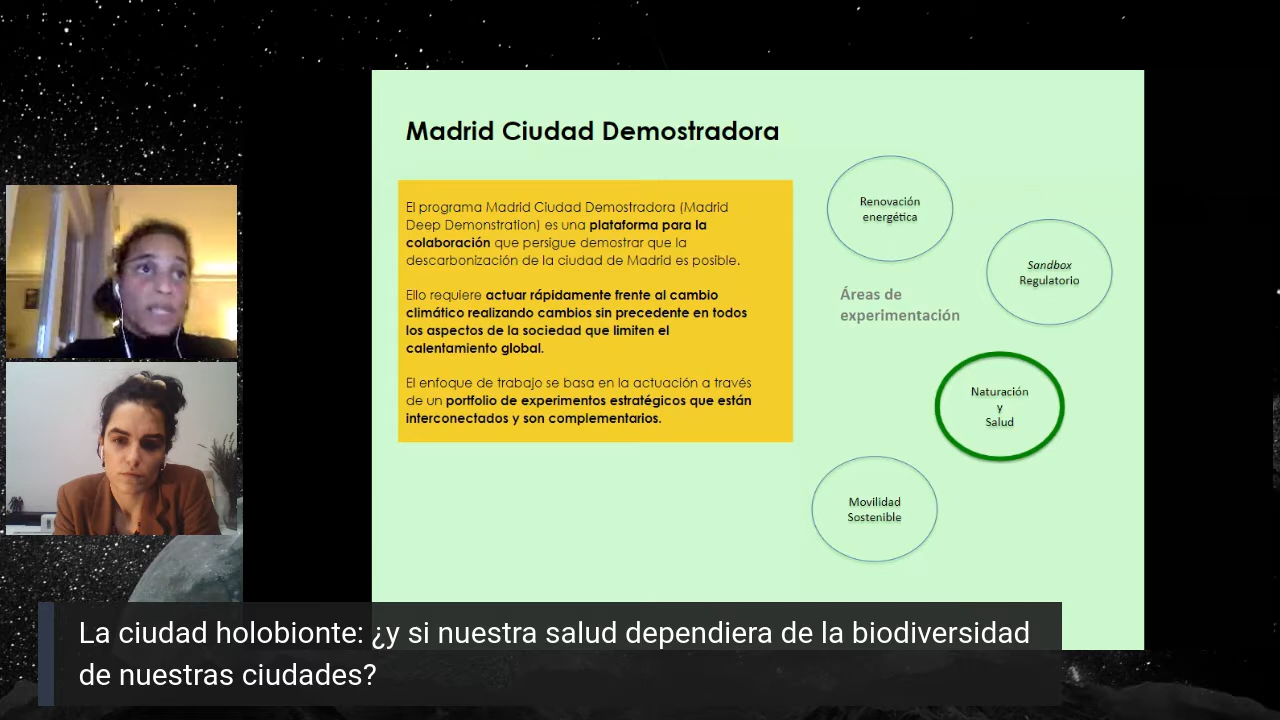 Madrid Ciudad Demostradora
El programa Madrid Ciudad Demostradora (Madrid
Deep Demonstration) es una plataforma para la
colaboración que persigue demostrar que la
descarbonización de la ciudad de Madrid es posible.
Ello requiere actuar rápidamente frente al cambio
climático realizando cambios sin precedente en todos
los aspectos de la sociedad que limiten el
calentamiento global.
El enfoque de trabajo se basa en la actuación a través
de un portfolio de experimentos estratégicos que están
interconectados y son complementarios.
Renovación
energética
Sandbox
Regulatorio
Áreas de
experimentación
Naturación
y
Salud
Movilidad
Sostenible
La ciudad holobionte: ¿y si nuestra salud dependiera de la biodiversidad
de nuestras ciudades?